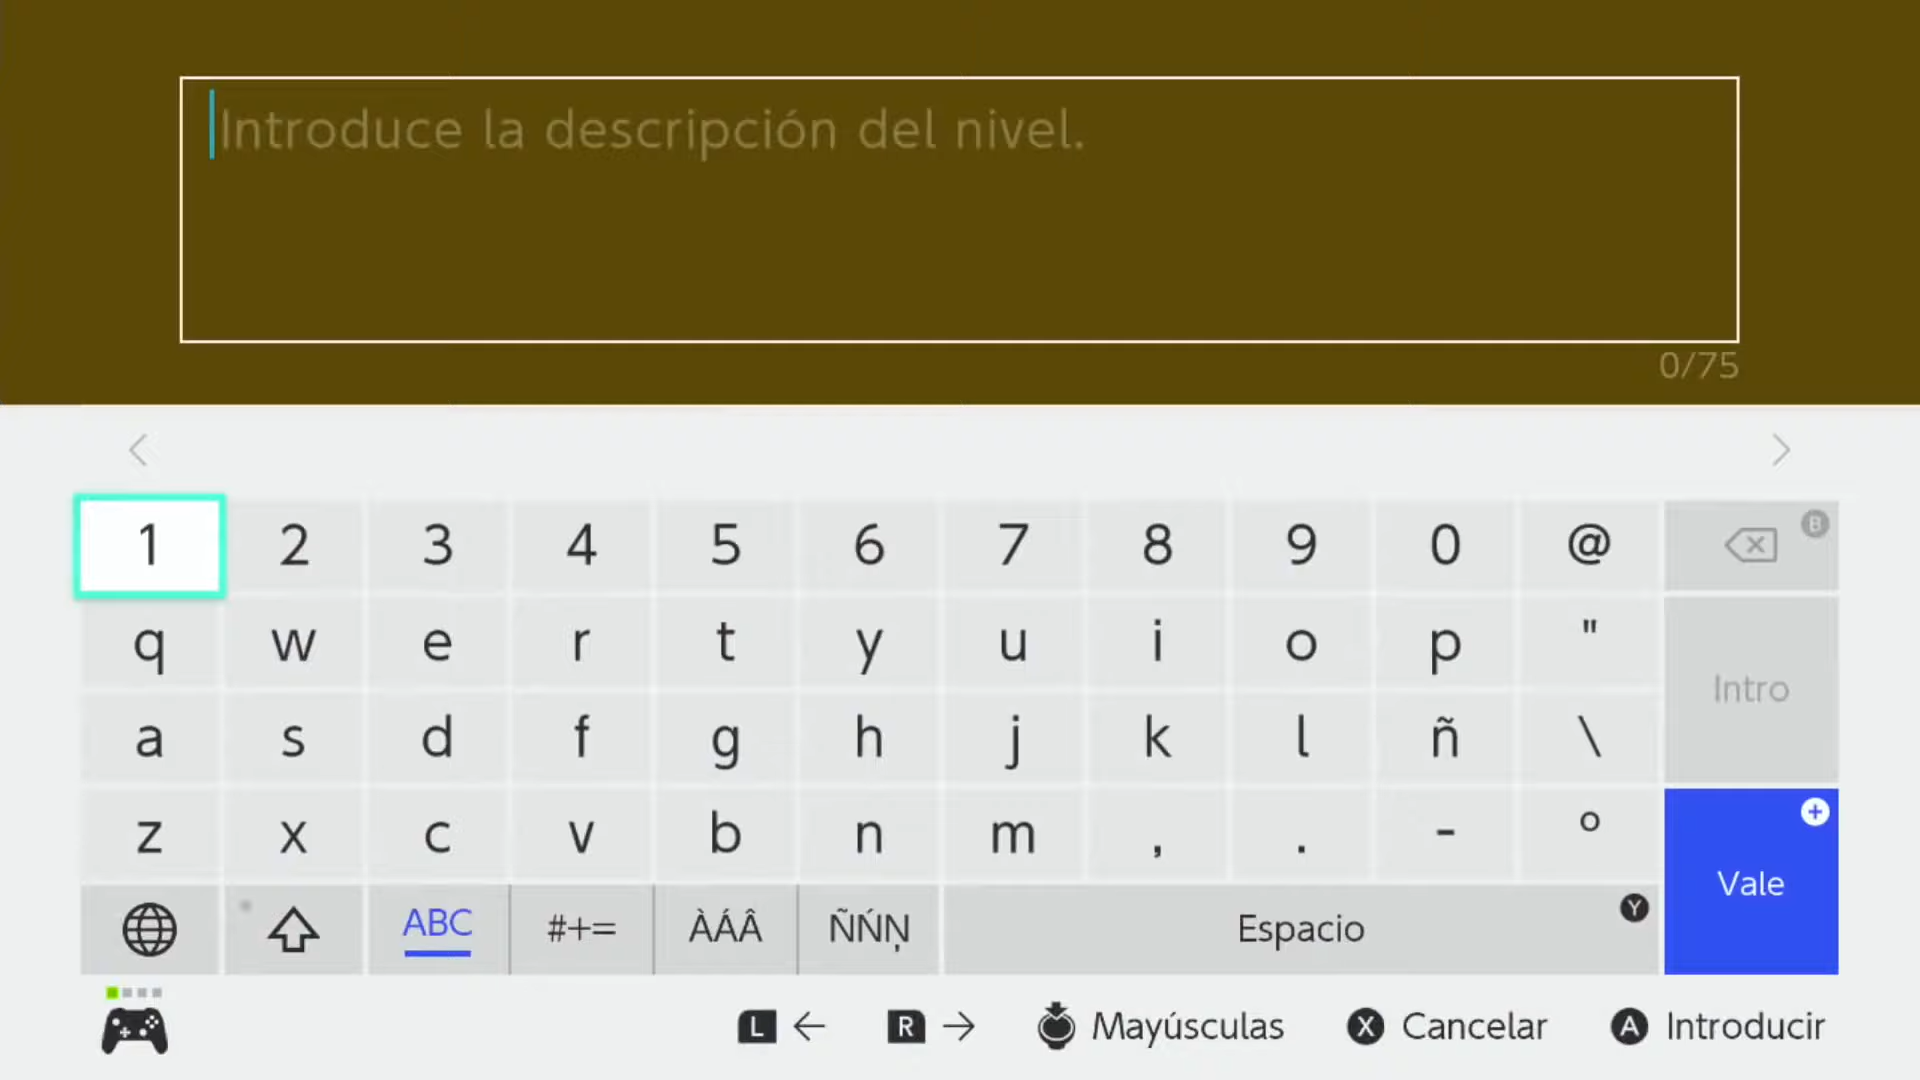 Introduce la descripción del nivel.
0/75
1 2 3 4 5 6 7 8 9 0 @ B
q w e r t y u i o p "
Intro
a s d f g h j k l ñ \
z x c v b n m , . - º
Vale
ABC #+= ÀÁÂ ÑŃŅ Espacio Y
L ← R → Mayúsculas X Cancelar A Introducir